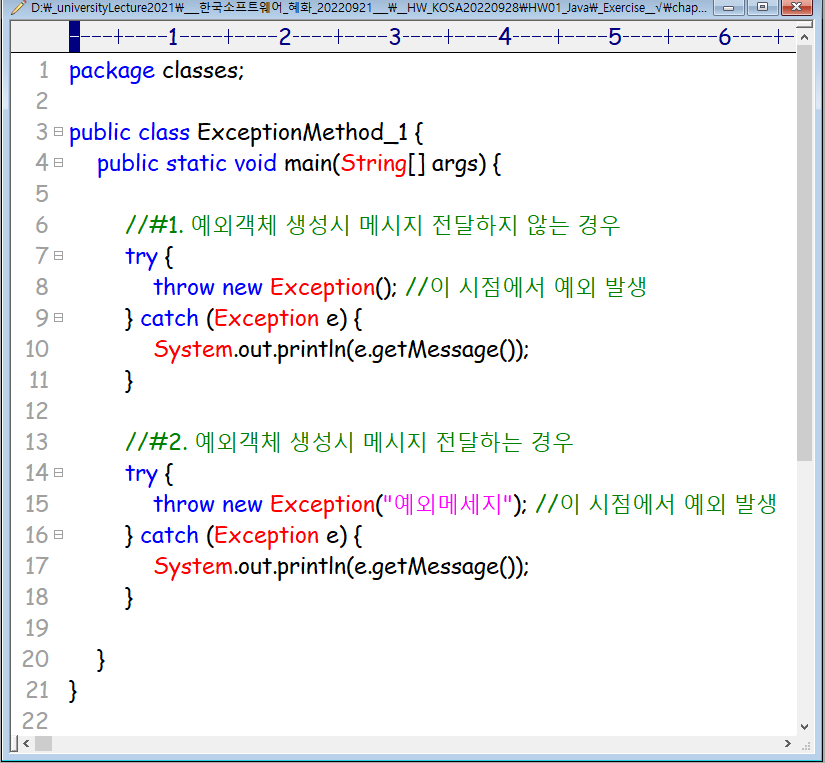 D:\_universityLecture2021\___한국소프트웨어_혜화_20220921___\__HW_KOSA20220928\HW01_Java\_Exercise__√\chap...
1 2 3 4 5 6
1 package classes;
2
3 public class ExceptionMethod_1 {
4 public static void main(String[] args) {
5
6 //#1. 예외객체 생성시 메시지 전달하지 않는 경우
7 try {
8 throw new Exception(); //이 시점에서 예외 발생
9 } catch (Exception e) {
10 System.out.println(e.getMessage());
11 }
12
13 //#2. 예외객체 생성시 메시지 전달하는 경우
14 try {
15 throw new Exception("예외메세지"); //이 시점에서 예외 발생
16 } catch (Exception e) {
17 System.out.println(e.getMessage());
18 }
19
20 }
21 }
22